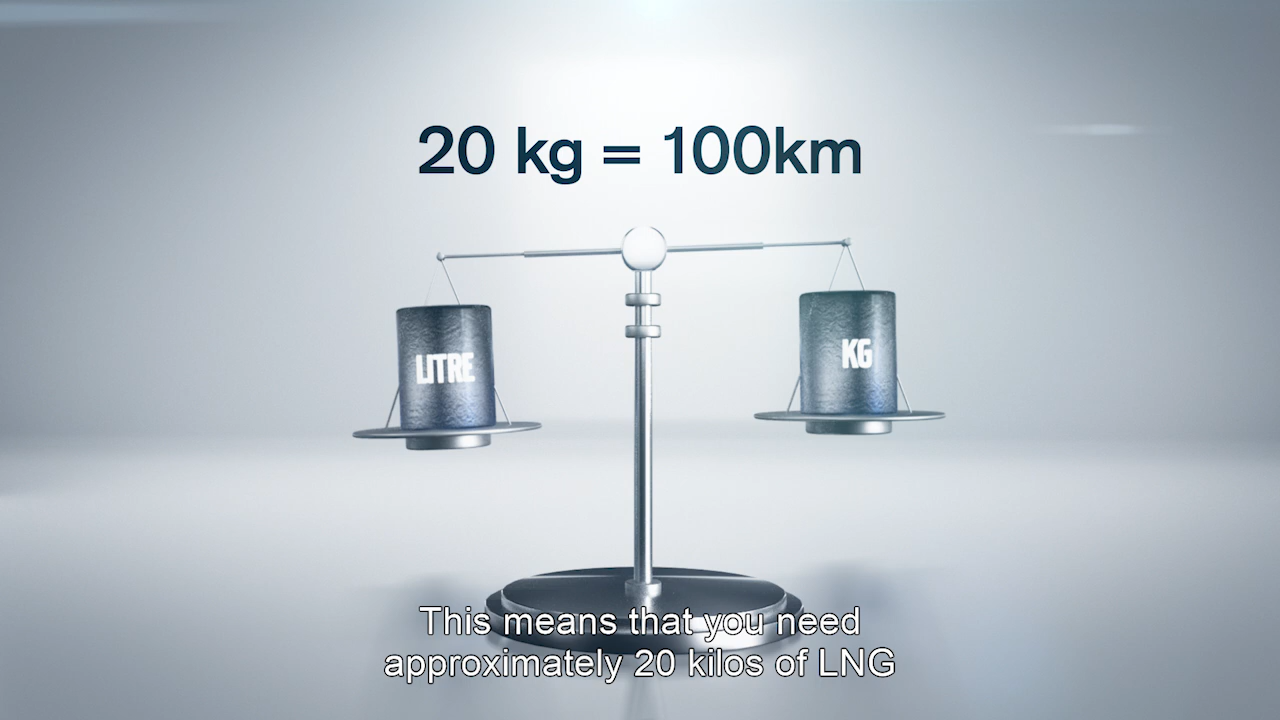 20 kg = 100km
LITRE
KG
This means that you need
approximately 20 kilos of LNG